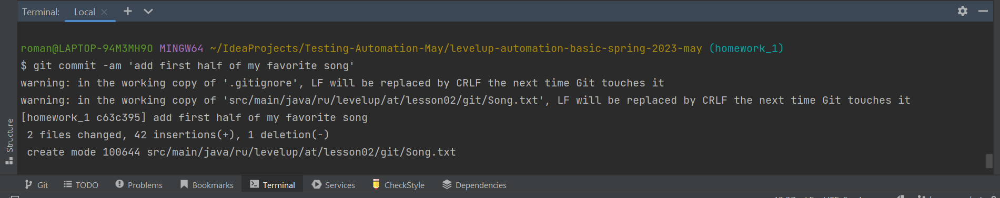 Terminal: Local
roman@LAPTOP-94M3MH9O MINGW64 ~/IdeaProjects/Testing-Automation-May/levelup-automation-basic-spring-2023-may (homework_1)
$ git commit -am 'add first half of my favorite song'
warning: in the working copy of '.gitignore', LF will be replaced by CRLF the next time Git touches it
warning: in the working copy of 'src/main/java/ru/levelup/at/lesson02/git/Song.txt', LF will be replaced by CRLF the next time Git touches it
[homework_1 c63c395] add first half of my favorite song
2 files changed, 42 insertions(+), 1 deletion(-)
create mode 100644 src/main/java/ru/levelup/at/lesson02/git/Song.txt
Structure
Git TODO Problems Bookmarks Terminal Services CheckStyle Dependencies